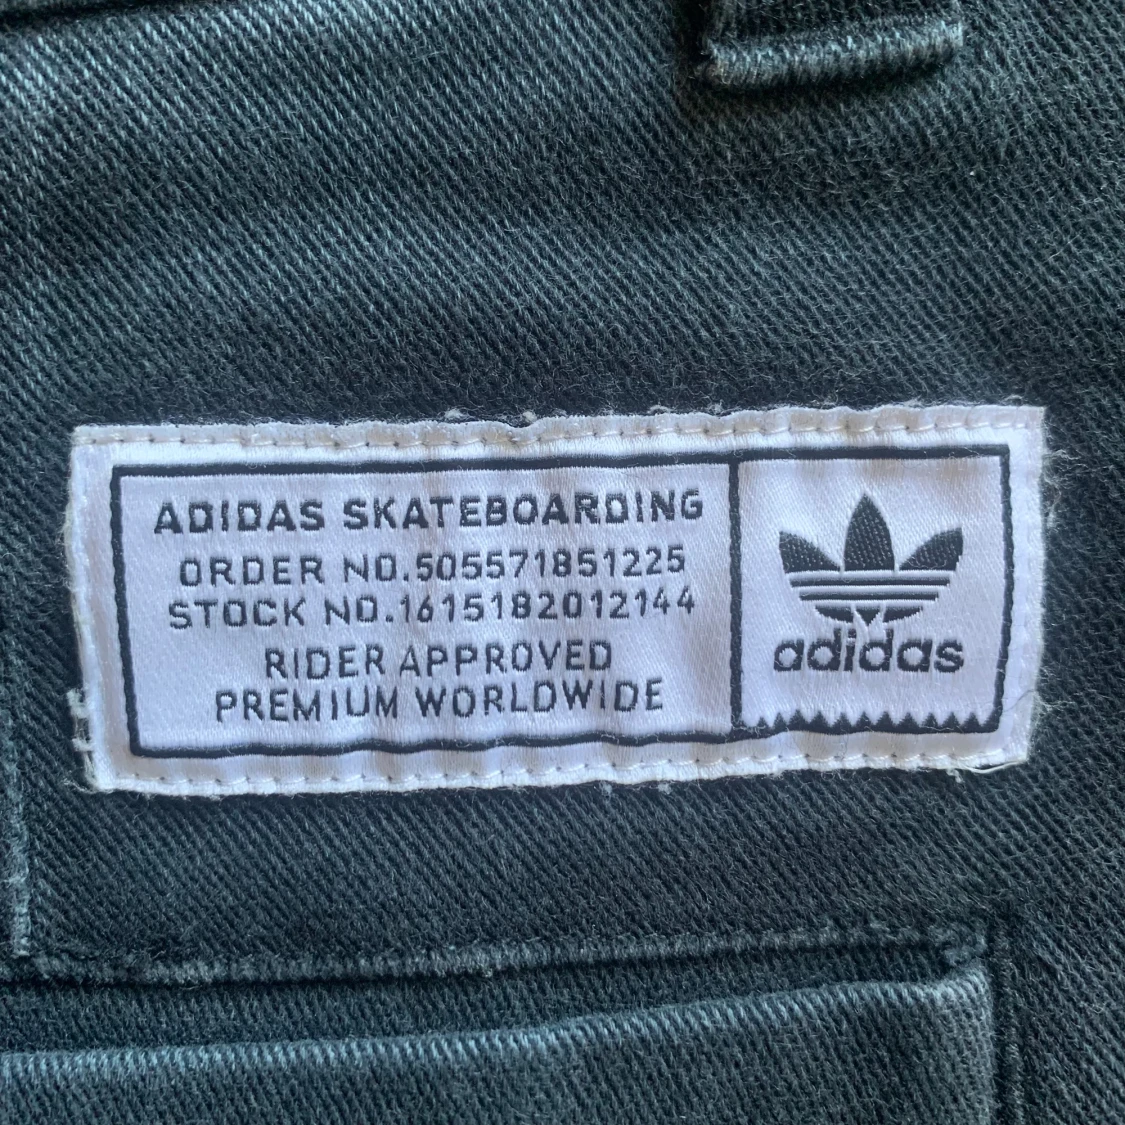 ADIDAS SKATEBOARDING
ORDER NO.505571851225
STOCK NO.1615182012144
RIDER APPROVED
PREMIUM WORLDWIDE
adidas